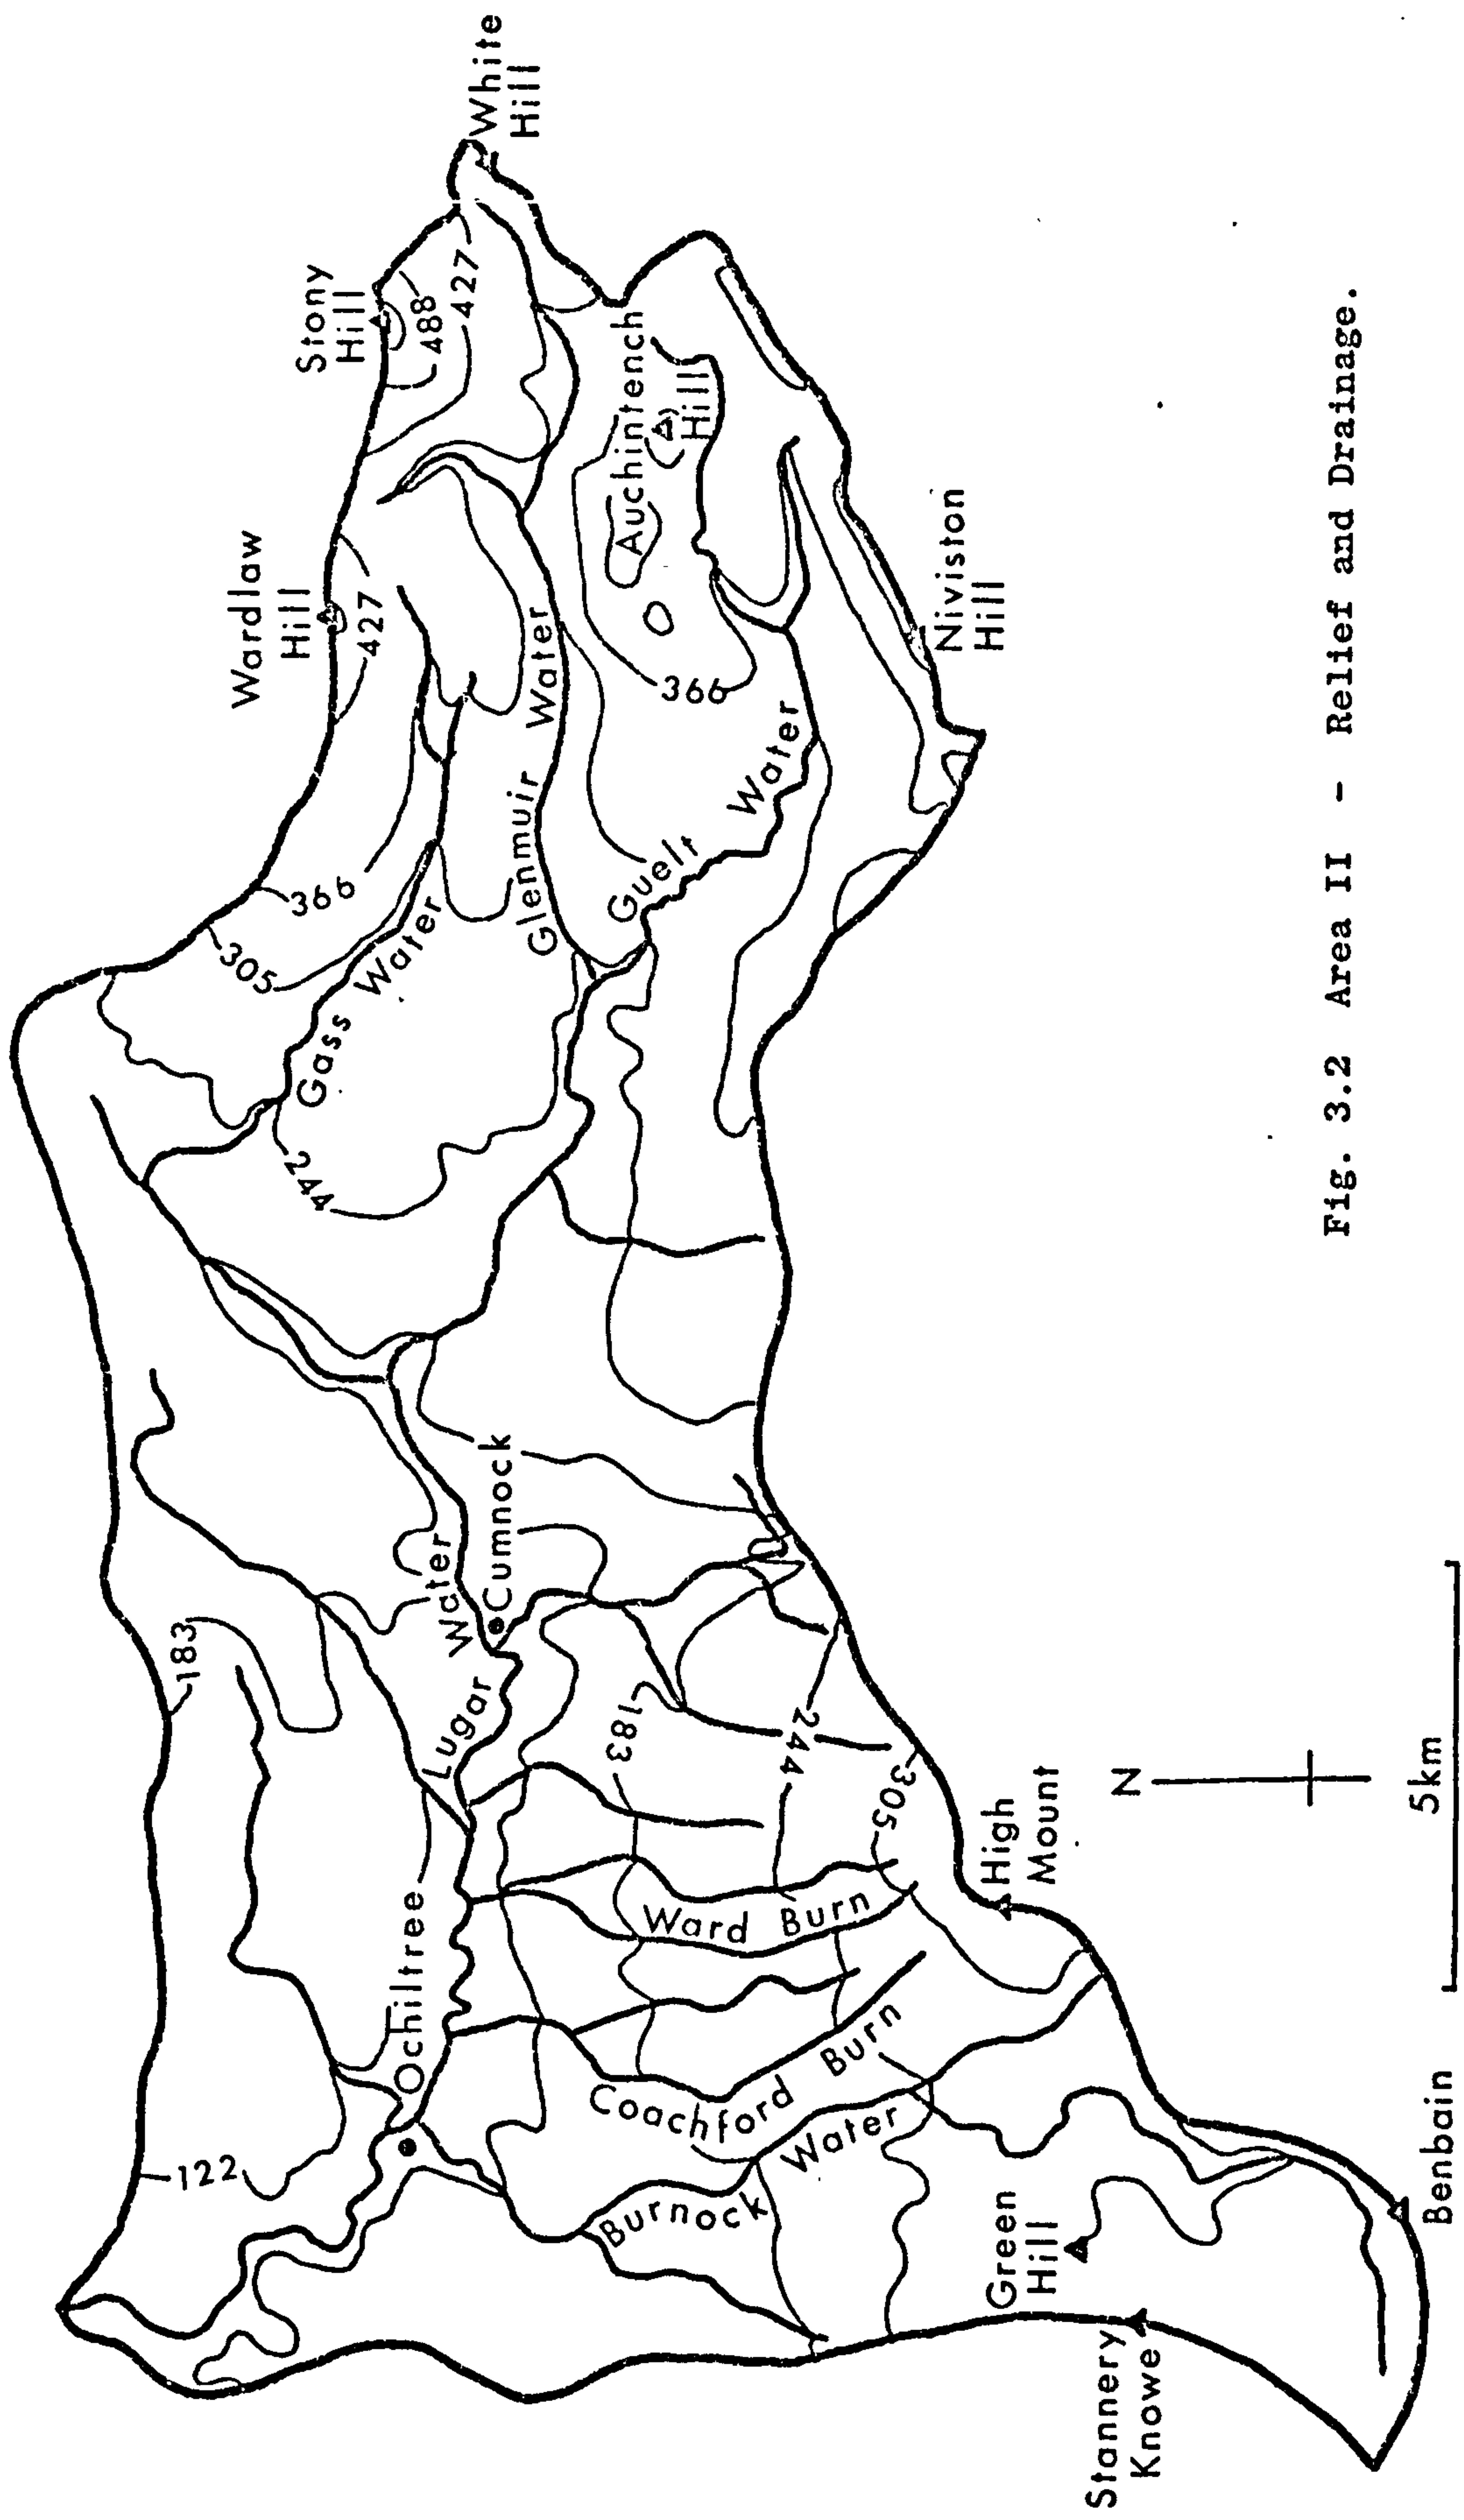 White
Hill
Stony
Hill
488
427
Wardlaw
Hill
427
366
305
Auchintench
Hill
Niviston
Hill
366
Glenmuir Water
Guelt Water
Gass Water
244
Cumnock
Lugar Water
183
183
244
305
High
Mount
Ward Burn
Ochiltree
Coachford Burn
Burnock Water
122
Green
Hill
Stannery
Knowe
Benbain
N
5km
Fig. 3.2 Area II - Relief and Drainage.